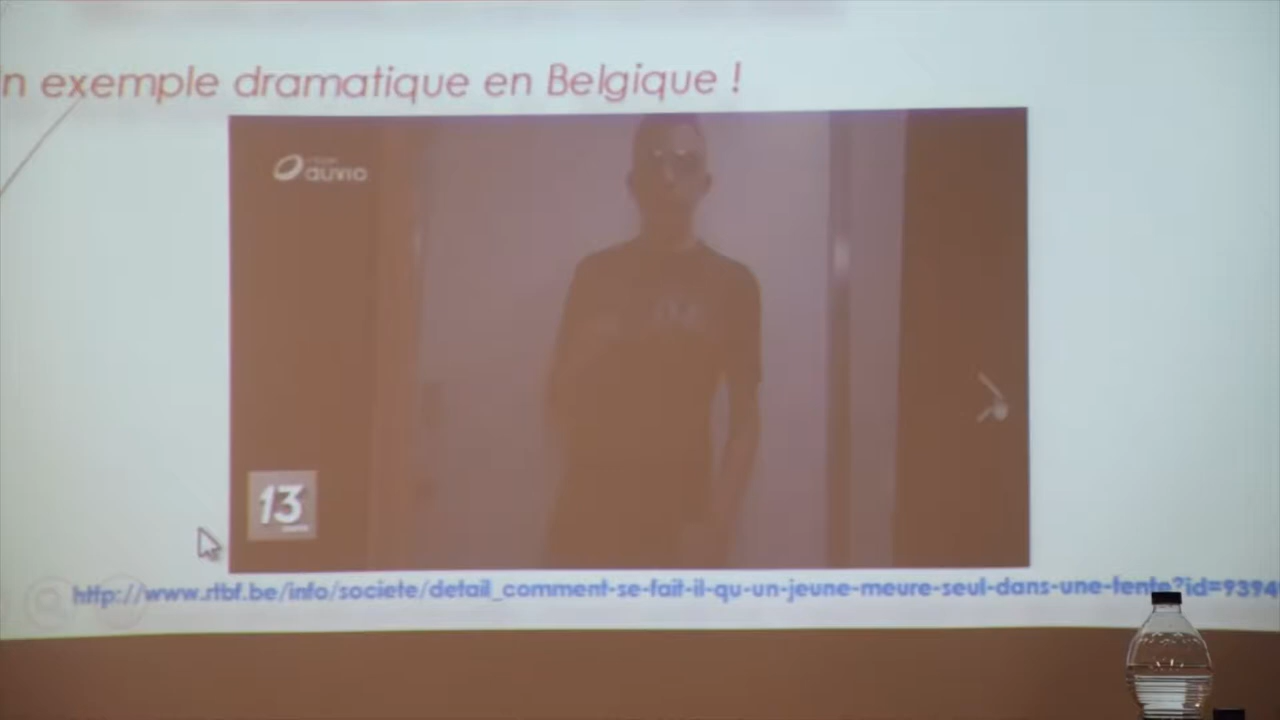 n exemple dramatique en Belgique !
auvio
13
http://www.rtbf.be/info/societe/detail_comment-se-fait-il-qu-un-jeune-meure-seul-dans-une-tente?id=9394